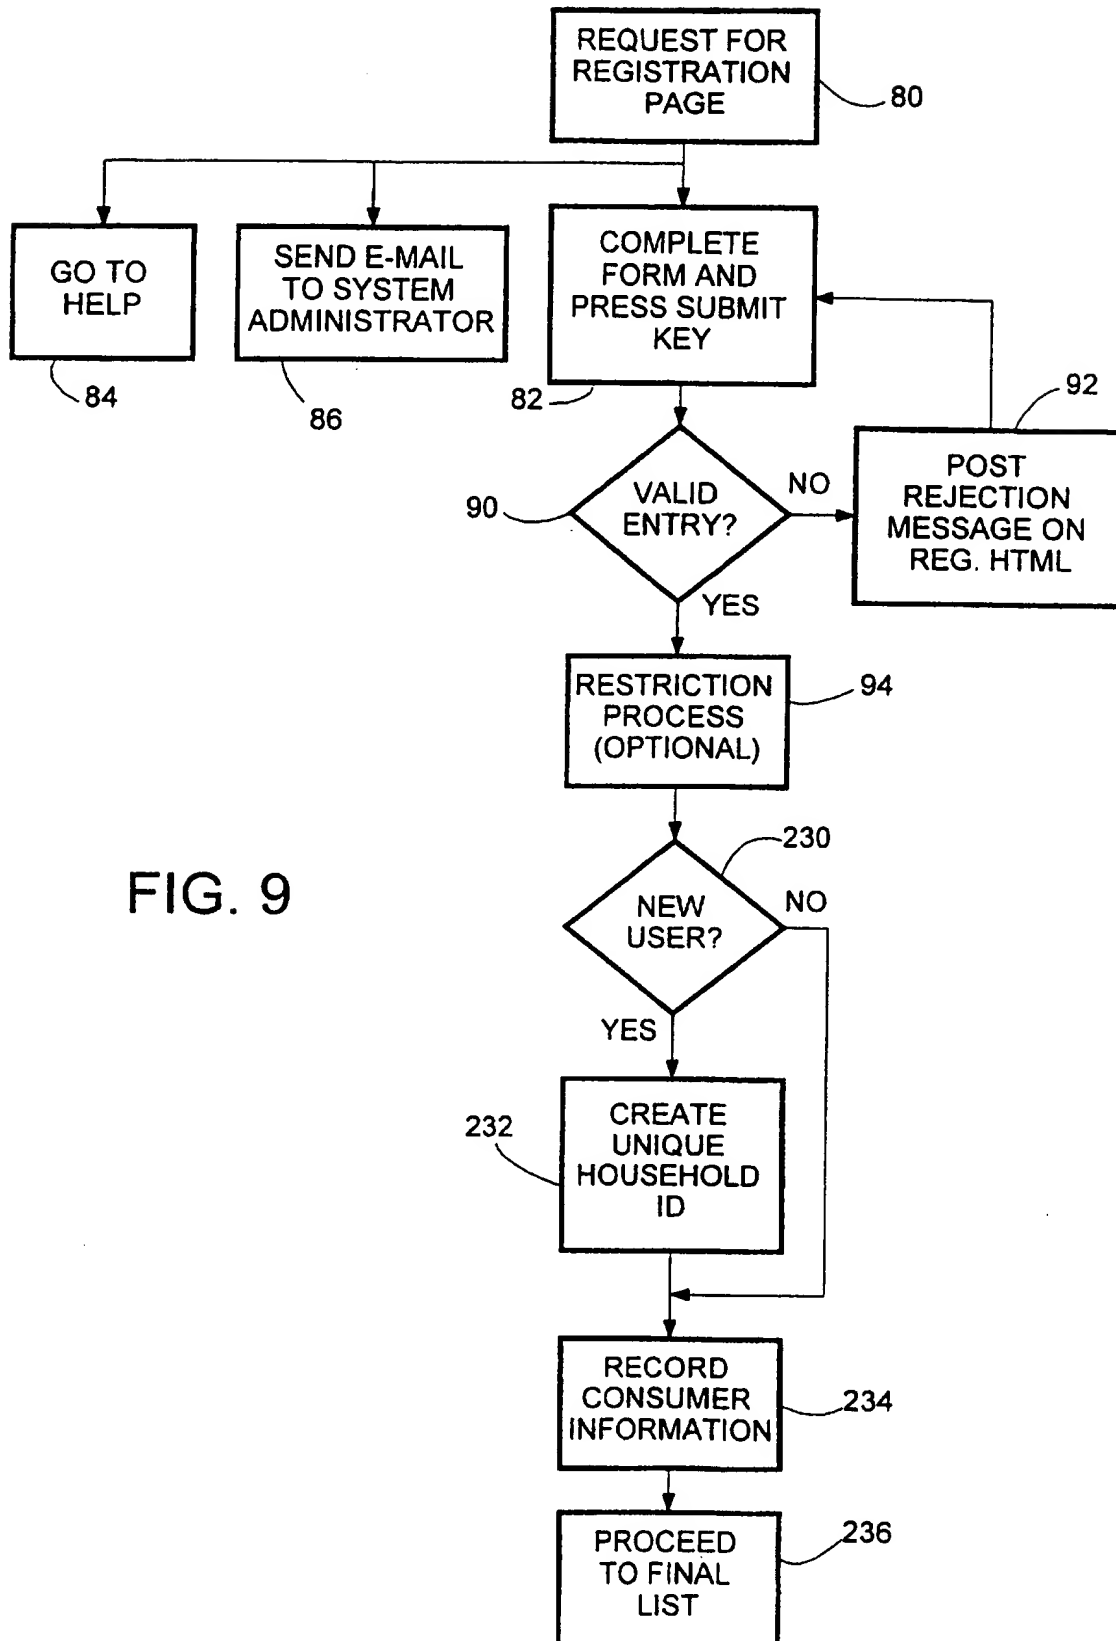 REQUEST FOR
REGISTRATION
PAGE
80
GO TO
HELP
84
SEND E-MAIL
TO SYSTEM
ADMINISTRATOR
86
COMPLETE
FORM AND
PRESS SUBMIT
KEY
82
92
POST
REJECTION
MESSAGE ON
REG. HTML
90
VALID
ENTRY?
NO
YES
RESTRICTION
PROCESS
(OPTIONAL)
94
230
FIG. 9
NEW
USER?
NO
YES
232
CREATE
UNIQUE
HOUSEHOLD
ID
RECORD
CONSUMER
INFORMATION
234
PROCEED
TO FINAL
LIST
236